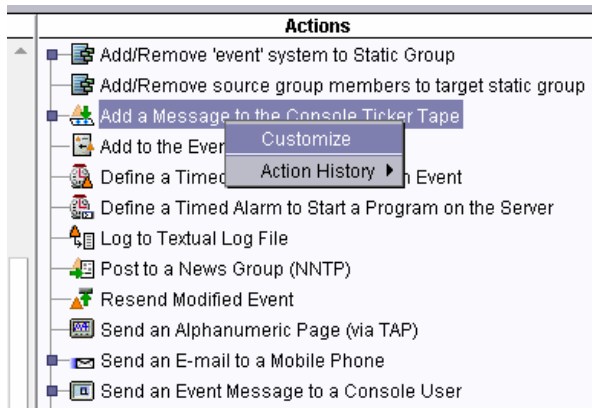 Actions
Add/Remove 'event' system to Static Group
Add/Remove source group members to target static group
Add a Message to the Console Ticker Tape
Customize
Add to the Even
Action History
Define a Timed n Event
Define a Timed Alarm to Start a Program on the Server
Log to Textual Log File
Post to a News Group (NNTP)
Resend Modified Event
Send an Alphanumeric Page (via TAP)
Send an E-mail to a Mobile Phone
Send an Event Message to a Console User